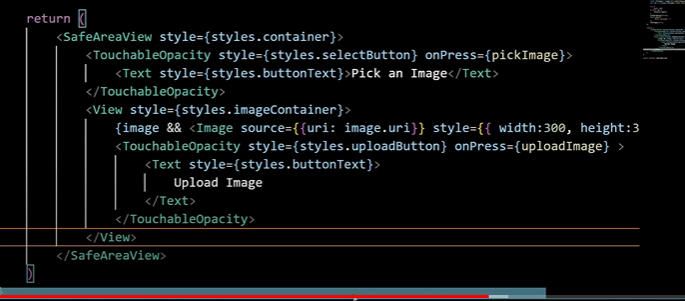 return (
<SafeAreaView style={styles.container}>
<TouchableOpacity style={styles.selectButton} onPress={pickImage}>
<Text style={styles.buttonText}>Pick an Image</Text>
</TouchableOpacity>
<View style={styles.imageContainer}>
{image && <Image source={{uri: image.uri}} style={{ width:300, height:3
<TouchableOpacity style={styles.uploadButton} onPress={uploadImage} >
<Text style={styles.buttonText}>
Upload Image
</Text>
</TouchableOpacity>
</View>
</SafeAreaView>
)